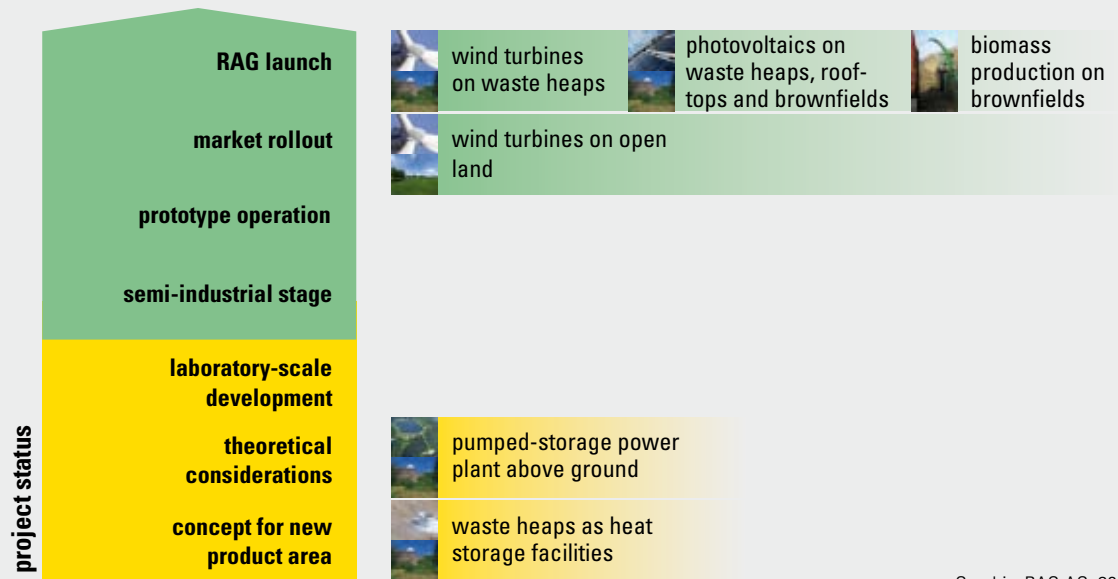 RAG launch
wind turbines
on waste heaps
photovoltaics on
waste heaps, roof-
tops and brownfields
biomass
production on
brownfields
market rollout
wind turbines on open
land
prototype operation
semi-industrial stage
laboratory-scale
development
theoretical
considerations
pumped-storage power
plant above ground
concept for new
product area
waste heaps as heat
storage facilities
project status